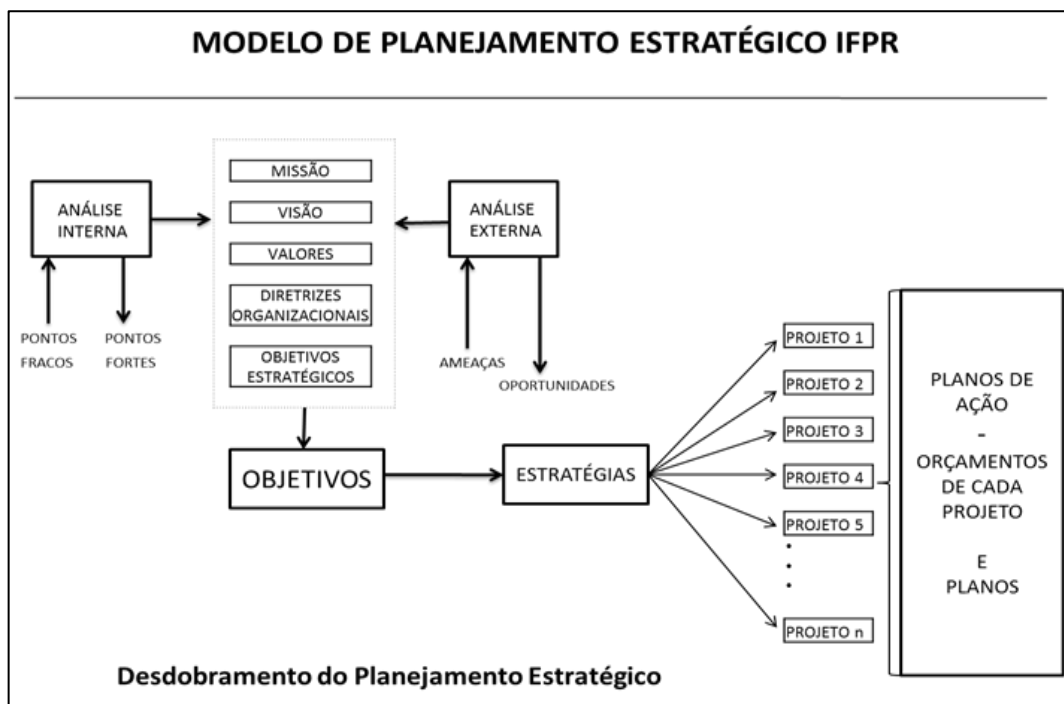 MODELO DE PLANEJAMENTO ESTRATÉGICO IFPR
ANÁLISE
INTERNA
PONTOS
FRACOS
PONTOS
FORTES
MISSÃO
VISÃO
VALORES
DIRETRIZES
ORGANIZACIONAIS
OBJETIVOS
ESTRATÉGICOS
ANÁLISE
EXTERNA
AMEAÇAS
OPORTUNIDADES
OBJETIVOS
ESTRATÉGIAS
PROJETO 1
PROJETO 2
PROJETO 3
PROJETO 4
PROJETO 5
PROJETO n
PLANOS DE
AÇÃO
-
ORÇAMENTOS
DE CADA
PROJETO
E
PLANOS
Desdobramento do Planejamento Estratégico